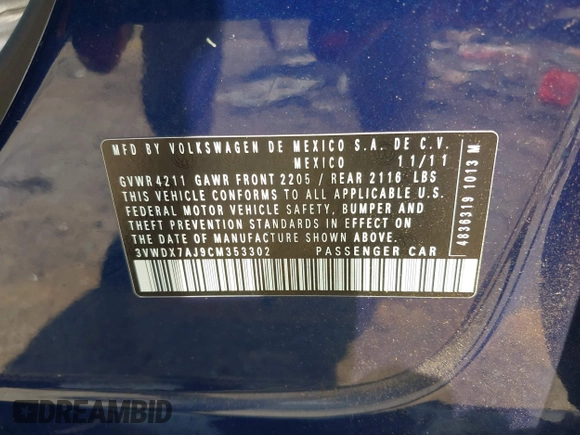 MFD BY VOLKSWAGEN DE MEXICO S.A. DE C.V.
MEXICO 11/11
GVWR 4211 GAWR FRONT 2205 / REAR 2116 LBS
THIS VEHICLE CONFORMS TO ALL APPLICABLE U.S.
FEDERAL MOTOR VEHICLE SAFETY, BUMPER AND
THEFT PREVENTION STANDARDS IN EFFECT ON
THE DATE OF MANUFACTURE SHOWN ABOVE.
3VWDX7AJ9CM353302 PASSENGER CAR
4836319 1013 M
DREAMBID